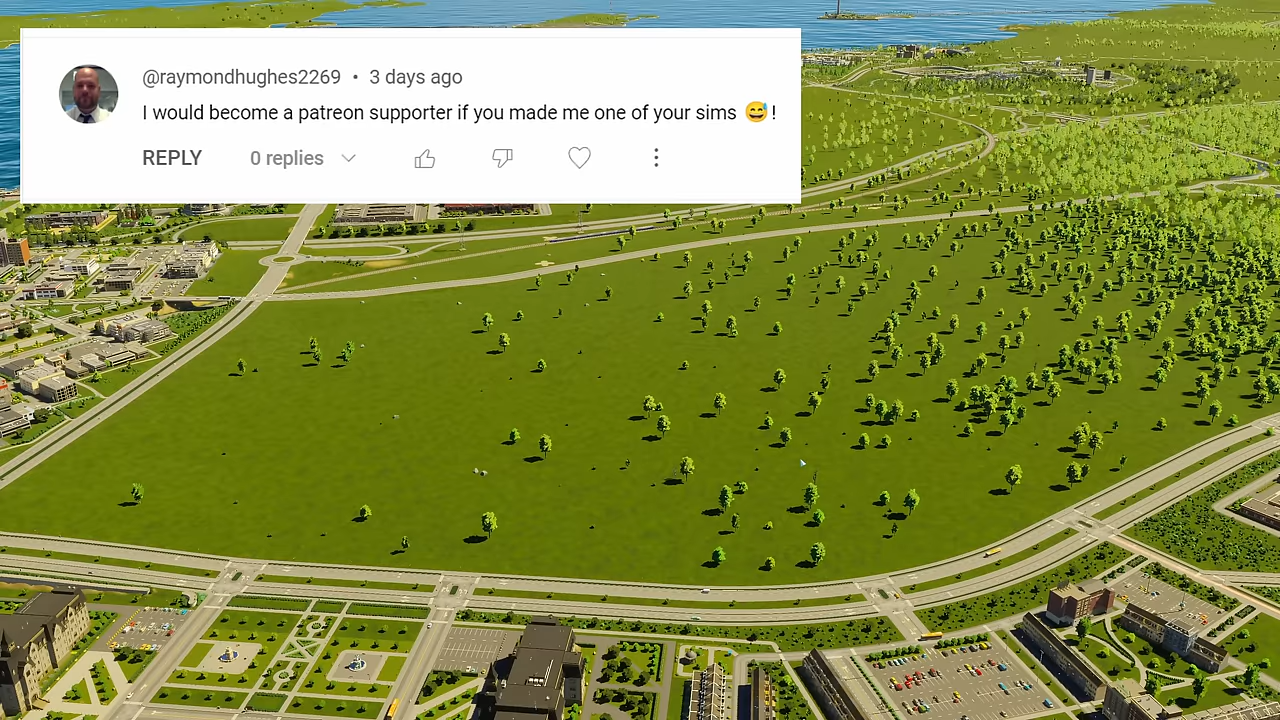 @raymondhughes2269 • 3 days ago
I would become a patreon supporter if you made me one of your sims 😅!
REPLY 0 replies